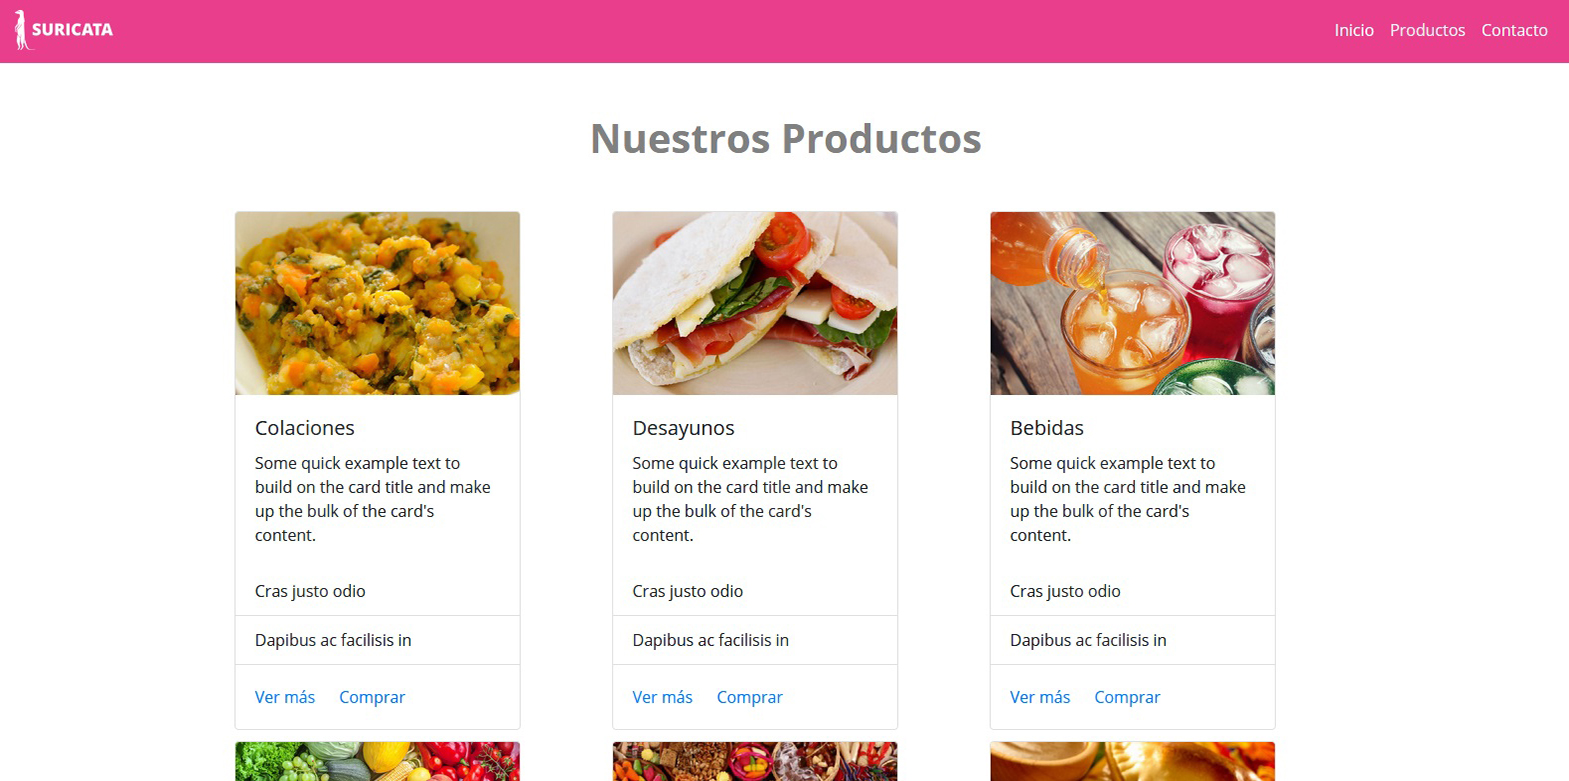 SURICATA
Inicio Productos Contacto
Nuestros Productos
Colaciones
Some quick example text to
build on the card title and make
up the bulk of the card's
content.
Cras justo odio
Dapibus ac facilisis in
Ver más Comprar
Desayunos
Some quick example text to
build on the card title and make
up the bulk of the card's
content.
Cras justo odio
Dapibus ac facilisis in
Ver más Comprar
Bebidas
Some quick example text to
build on the card title and make
up the bulk of the card's
content.
Cras justo odio
Dapibus ac facilisis in
Ver más Comprar